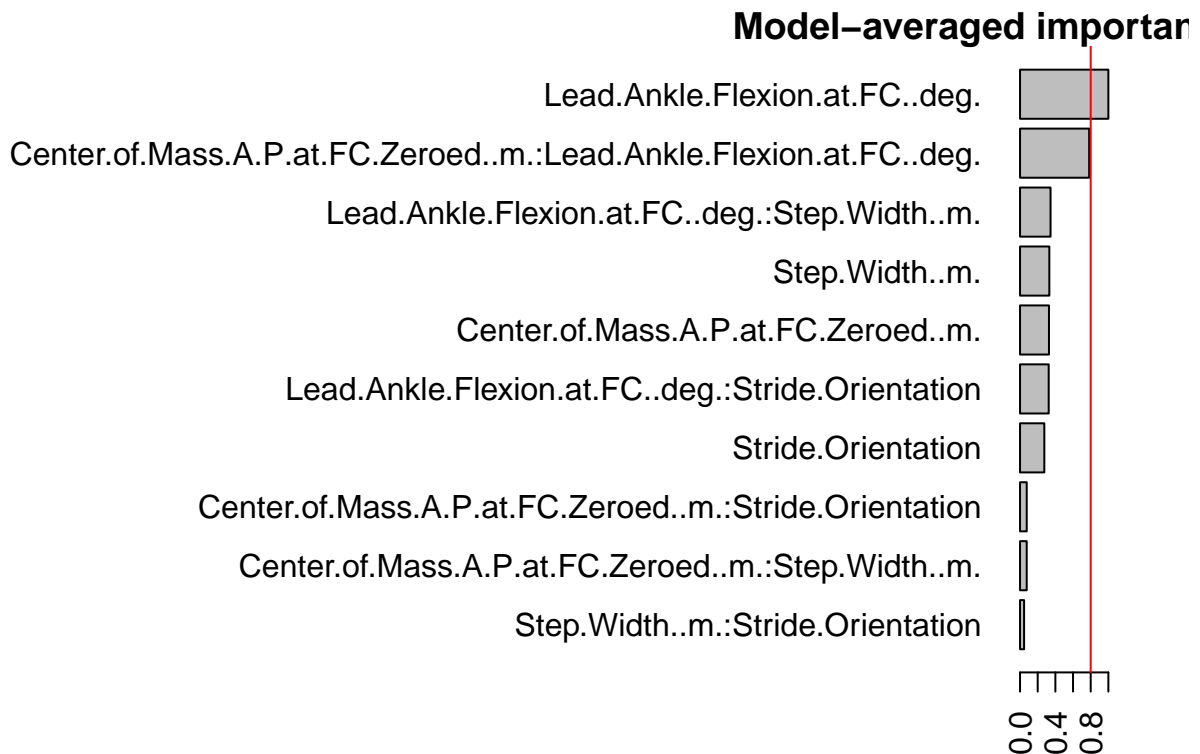 Model−averaged importan
Lead.Ankle.Flexion.at.FC..deg.
Center.of.Mass.A.P.at.FC.Zeroed..m.:Lead.Ankle.Flexion.at.FC..deg.
Lead.Ankle.Flexion.at.FC..deg.:Step.Width..m.
Step.Width..m.
Center.of.Mass.A.P.at.FC.Zeroed..m.
Lead.Ankle.Flexion.at.FC..deg.:Stride.Orientation
Stride.Orientation
Center.of.Mass.A.P.at.FC.Zeroed..m.:Stride.Orientation
Center.of.Mass.A.P.at.FC.Zeroed..m.:Step.Width..m.
Step.Width..m.:Stride.Orientation
0.0
0.4
0.8